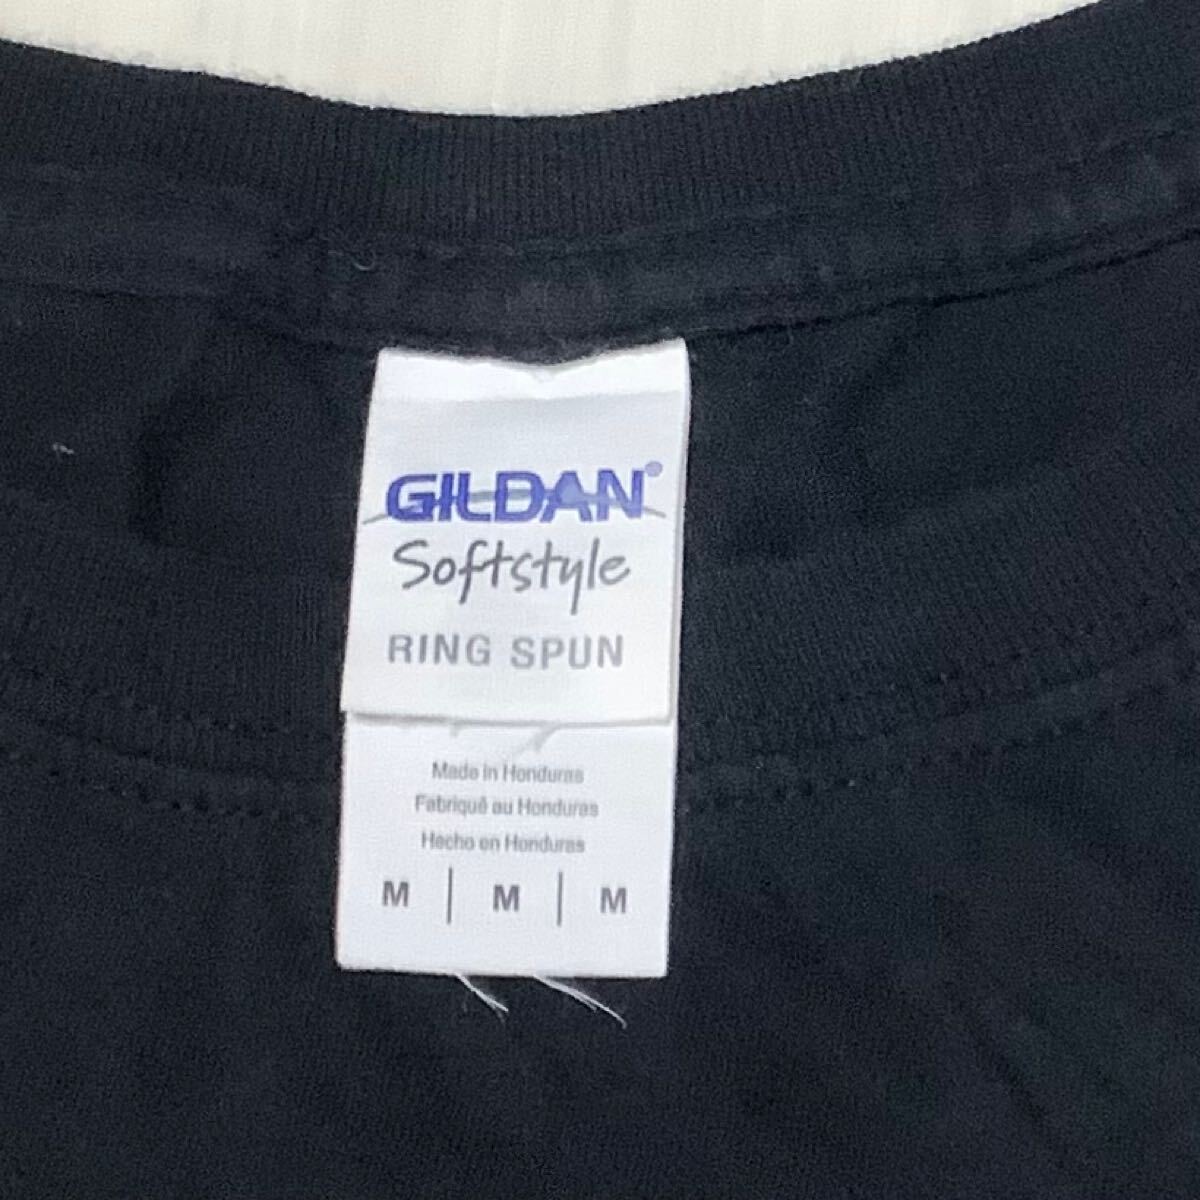 GILDAN®
Softstyle
RING SPUN
Made in Honduras
Fabriqué au Honduras
Hecho en Honduras
M | M | M